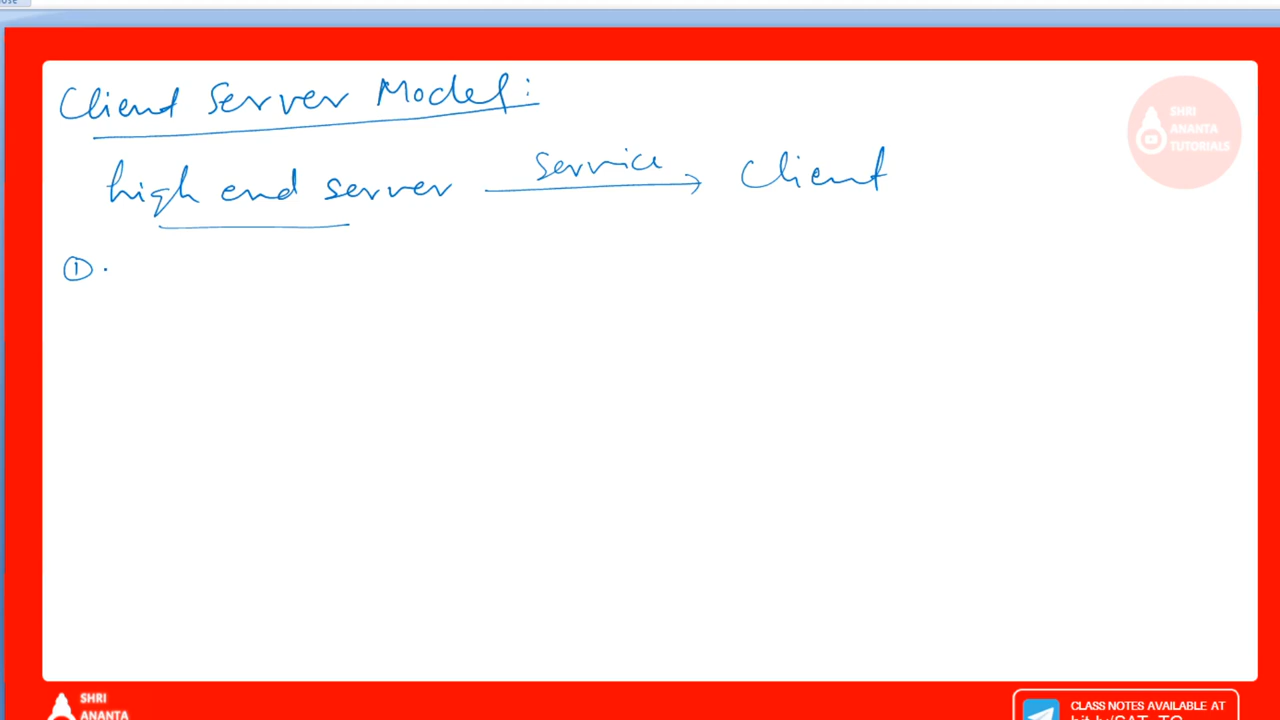 Client Server Model:
high end server service → Client
①.
SHRI
ANANTA
TUTORIALS
SHRI
ANANTA
CLASS NOTES AVAILABLE AT